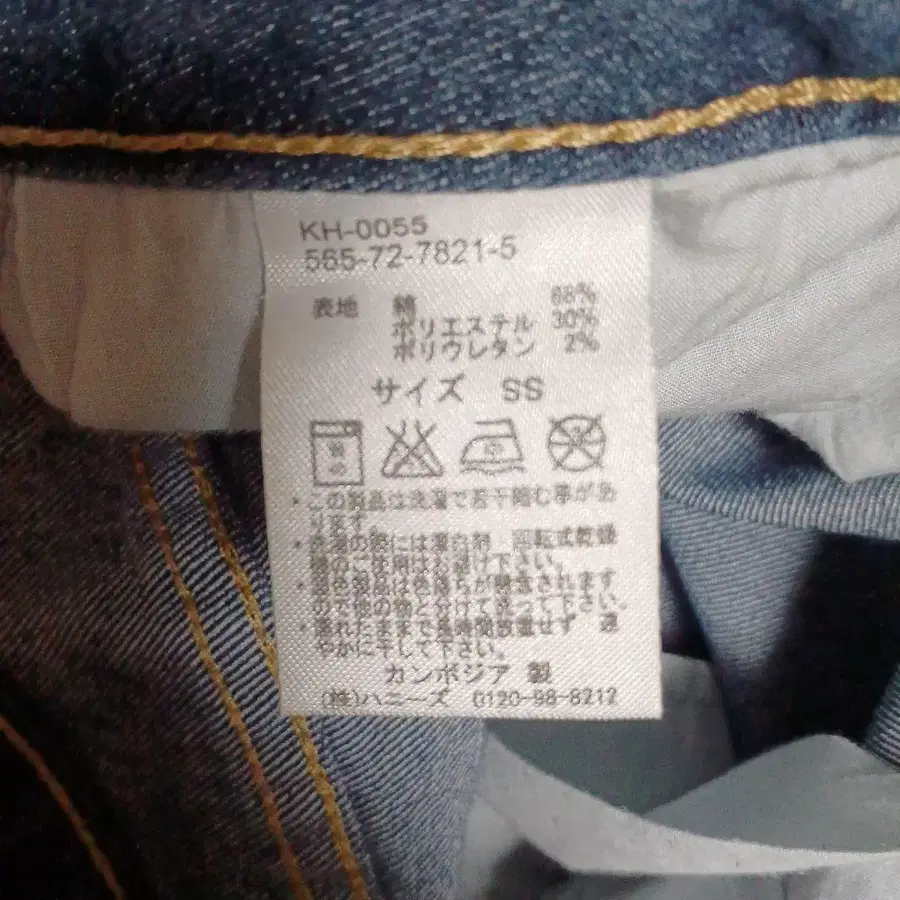 KH-0055
565-72-7821-5
表地 綿 68%
ポリエステル 30%
ポリウレタン 2%
サイズ SS
・この製品は洗濯で若干縮む事があ
ります。
・洗濯の際には漂白剤 回転式乾燥
機のご使用はお避け下さい。
・濃色製品は色落ちが懸念されます
ので他の物と分けて洗って下さい。
・濡れたままで長時間放置せず 速
やかに干して下さい。
カンボジア 製
(株)ハニーズ 0120-98-8212